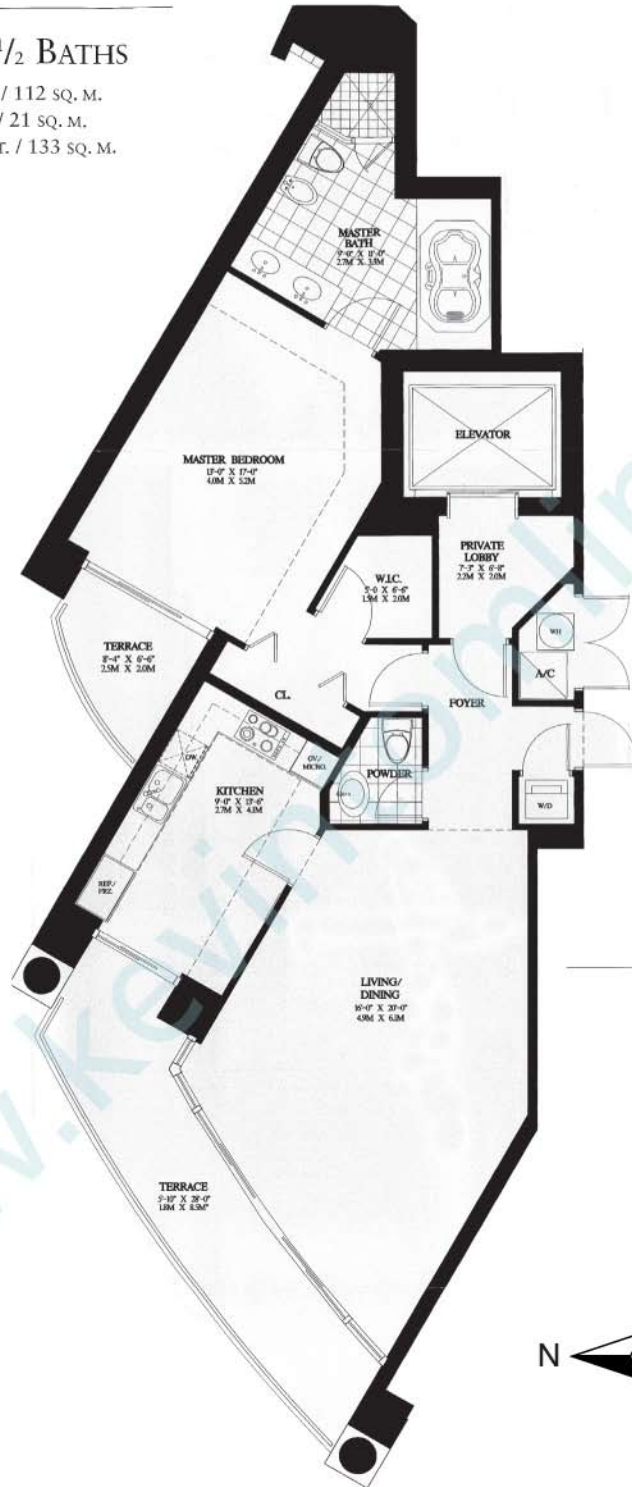 1/2 BATHS
/ 112 SQ. M.
/ 21 SQ. M.
T. / 133 SQ. M.
MASTER
BATH
9'-0" X 11'-0"
2.7M X 3.3M
ELEVATOR
MASTER BEDROOM
13'-0" X 17'-0"
4.0M X 5.2M
PRIVATE
LOBBY
7'-3" X 6'-8"
2.2M X 2.0M
W.I.C.
5'-0 X 6'-6"
1.5M X 2.0M
WH
A/C
TERRACE
8'-4" X 6'-6"
2.5M X 2.0M
CL.
FOYER
OV./
MICRO.
DW
POWDER
KITCHEN
9'-0" X 13'-6"
2.7M X 4.1M
W/D
REF./
FRZ.
LIVING/
DINING
16'-0" X 20'-0"
4.9M X 6.1M
TERRACE
5'-10" X 28'-0"
1.8M X 8.5M"
N